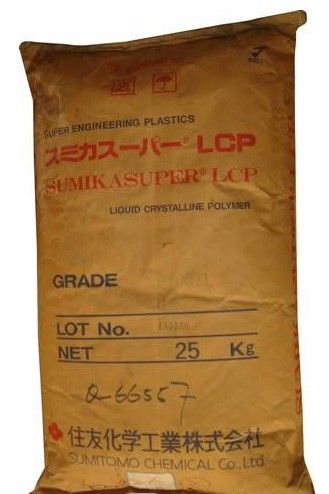 SUPER ENGINEERING PLASTICS
スミカスーパー® LCP
SUMIKASUPER® LCP
LIQUID CRYSTALLINE POLYMER
GRADE
LOT No.
NET 25 Kg
Q-66557
住友化学工業株式会社
SUMITOMO CHEMICAL Co., Ltd.